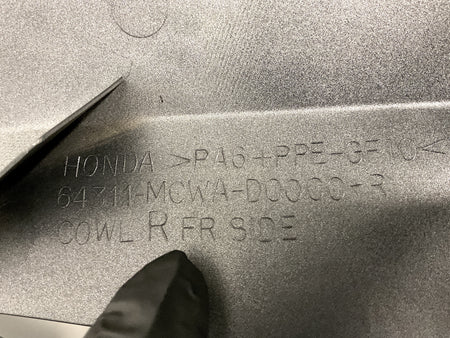 HONDA >PA6+PPE-GF10<
64311-MCWA-D0000-R
COWL R FR SIDE